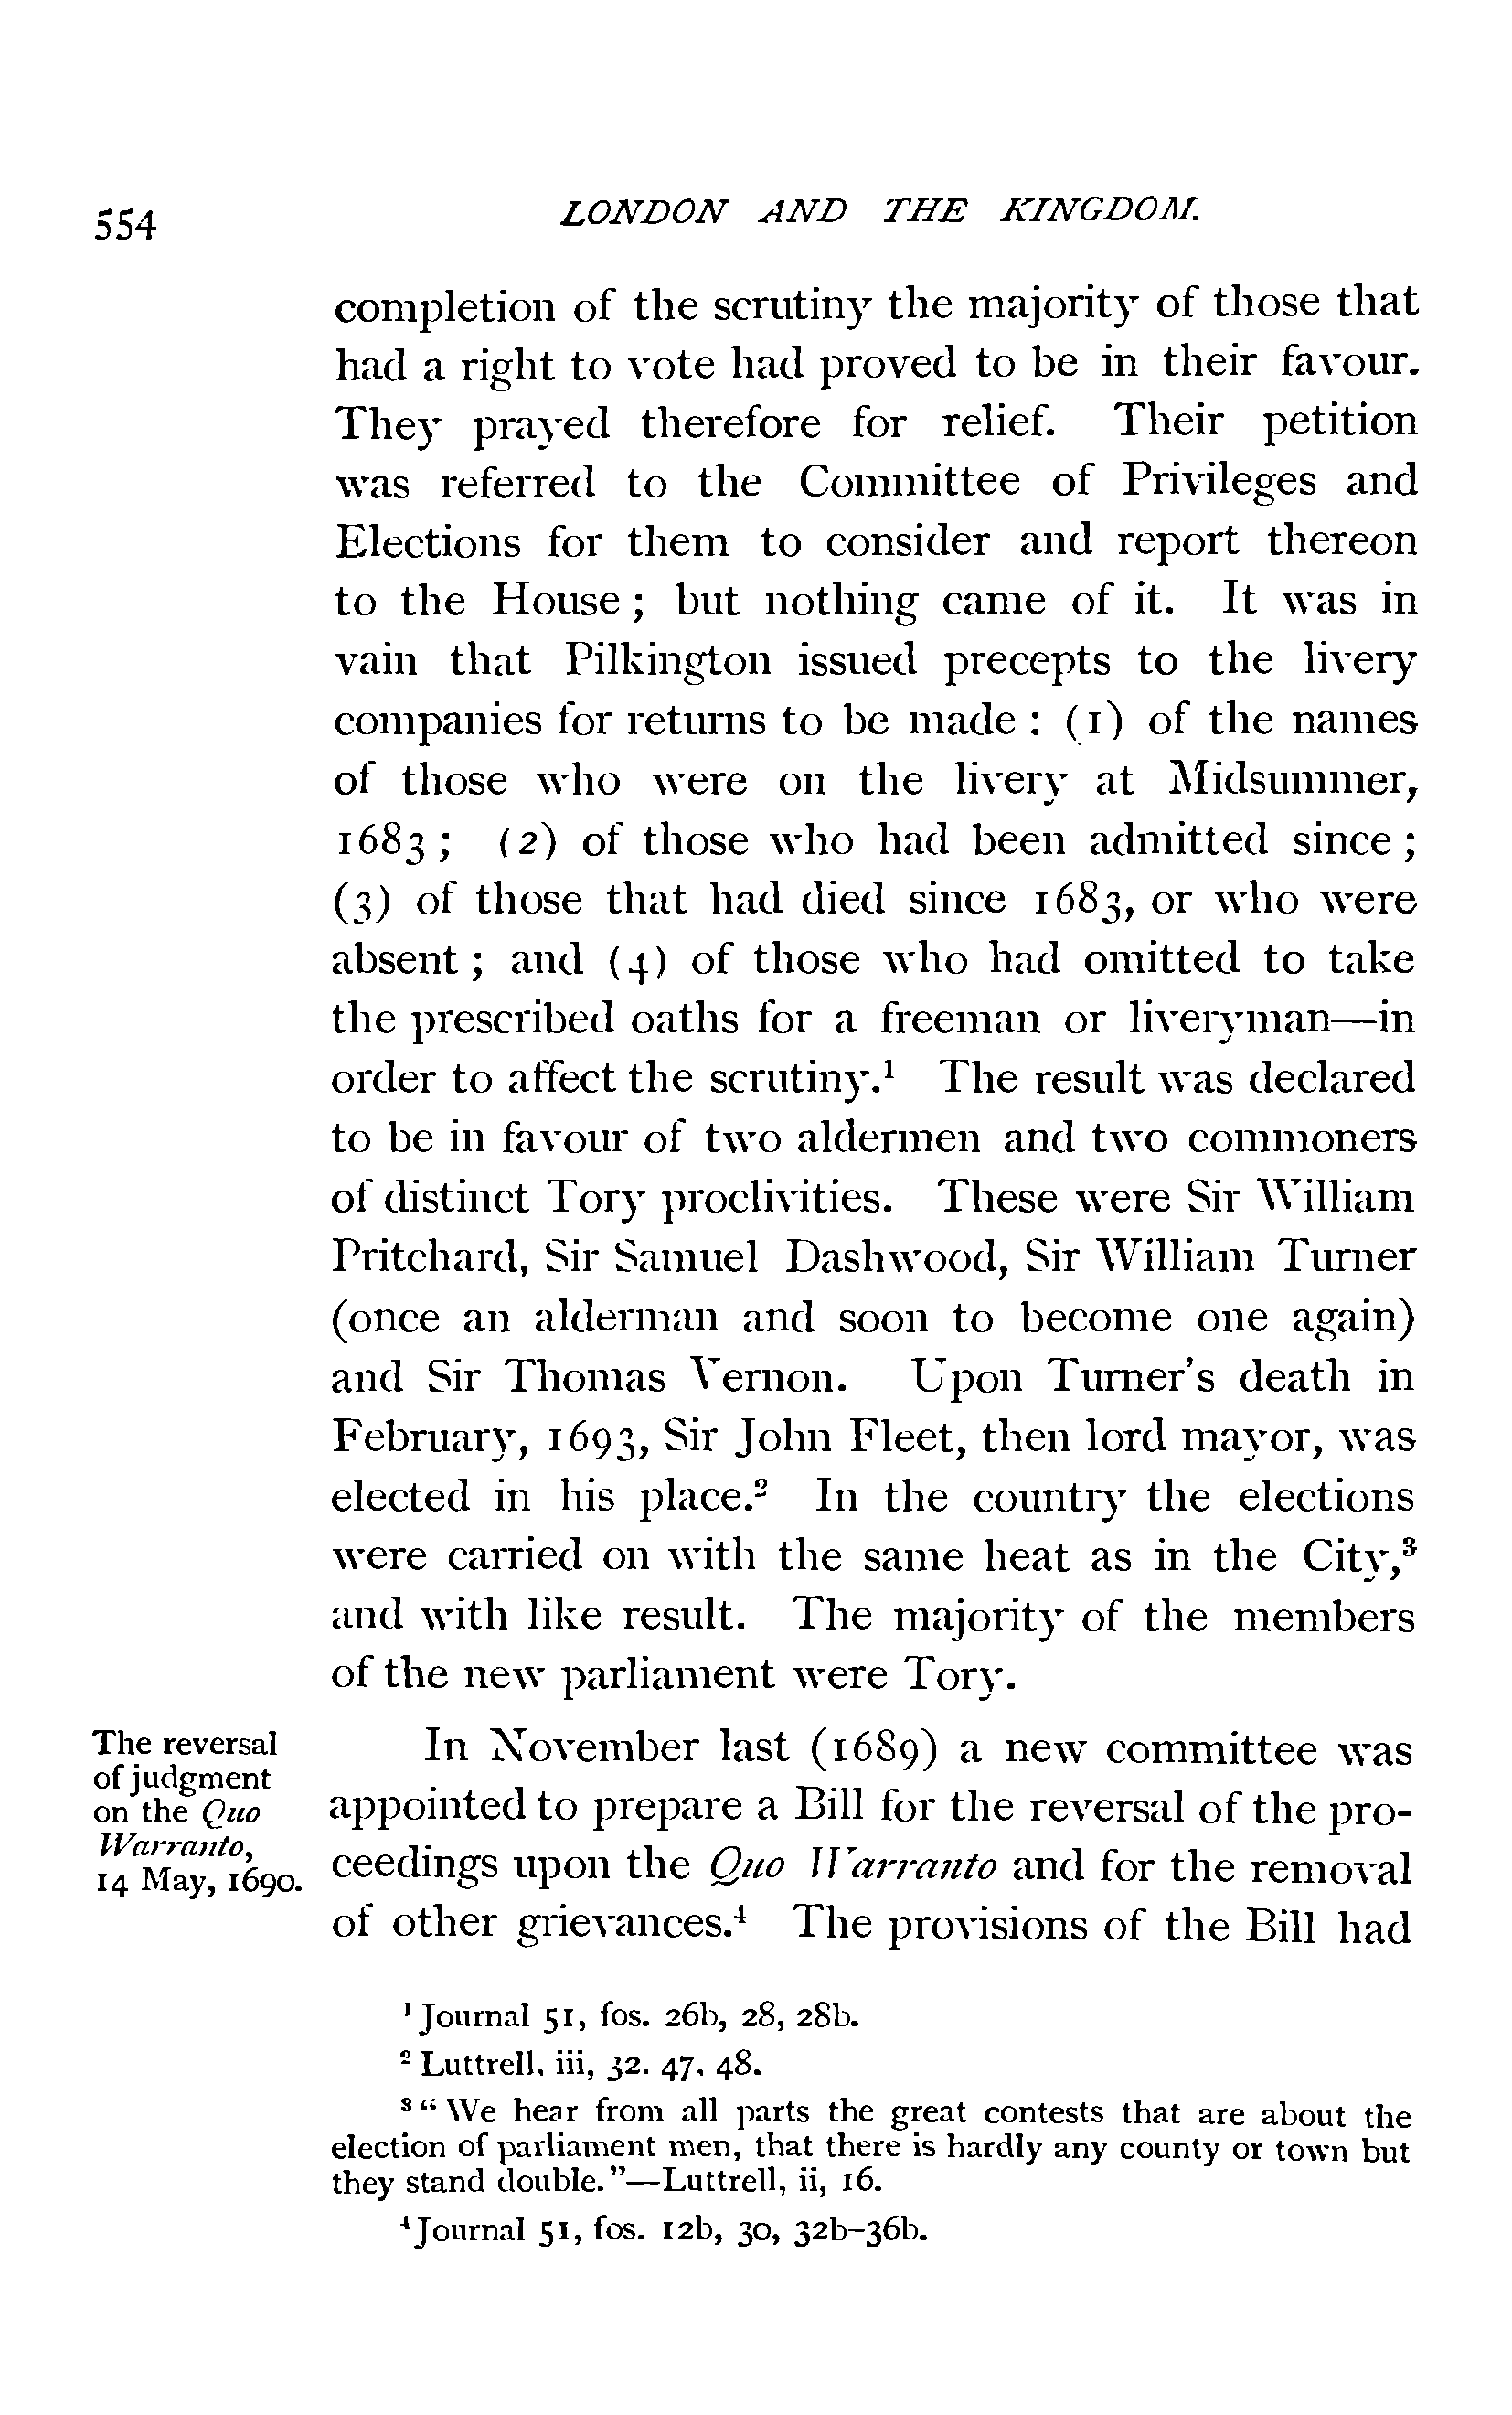 554
LONDON AND THE KINGDOM.
completion of the scrutiny the majority of those that
had a right to vote had proved to be in their favour.
They prayed therefore for relief. Their petition
was referred to the Committee of Privileges and
Elections for them to consider and report thereon
to the House; but nothing came of it. It was in
vain that Pilkington issued precepts to the livery
companies for returns to be made: (1) of the names
of those who were on the livery at Midsummer,
1683; (2) of those who had been admitted since;
(3) of those that had died since 1683, or who were
absent; and (4) of those who had omitted to take
the prescribed oaths for a freeman or liveryman—in
order to affect the scrutiny.¹ The result was declared
to be in favour of two aldermen and two commoners
of distinct Tory proclivities. These were Sir William
Pritchard, Sir Samuel Dashwood, Sir William Turner
(once an alderman and soon to become one again)
and Sir Thomas Vernon. Upon Turner's death in
February, 1693, Sir John Fleet, then lord mayor, was
elected in his place.² In the country the elections
were carried on with the same heat as in the City,³
and with like result. The majority of the members
of the new parliament were Tory.
The reversal
of judgment
on the Quo
Warranto,
14 May, 1690.
In November last (1689) a new committee was
appointed to prepare a Bill for the reversal of the pro-
ceedings upon the Quo Warranto and for the removal
of other grievances.⁴ The provisions of the Bill had
¹ Journal 51, fos. 26b, 28, 28b.
² Luttrell, iii, 32. 47, 48.
³ "We hear from all parts the great contests that are about the
election of parliament men, that there is hardly any county or town but
they stand double."—Luttrell, ii, 16.
⁴ Journal 51, fos. 12b, 30, 32b-36b.